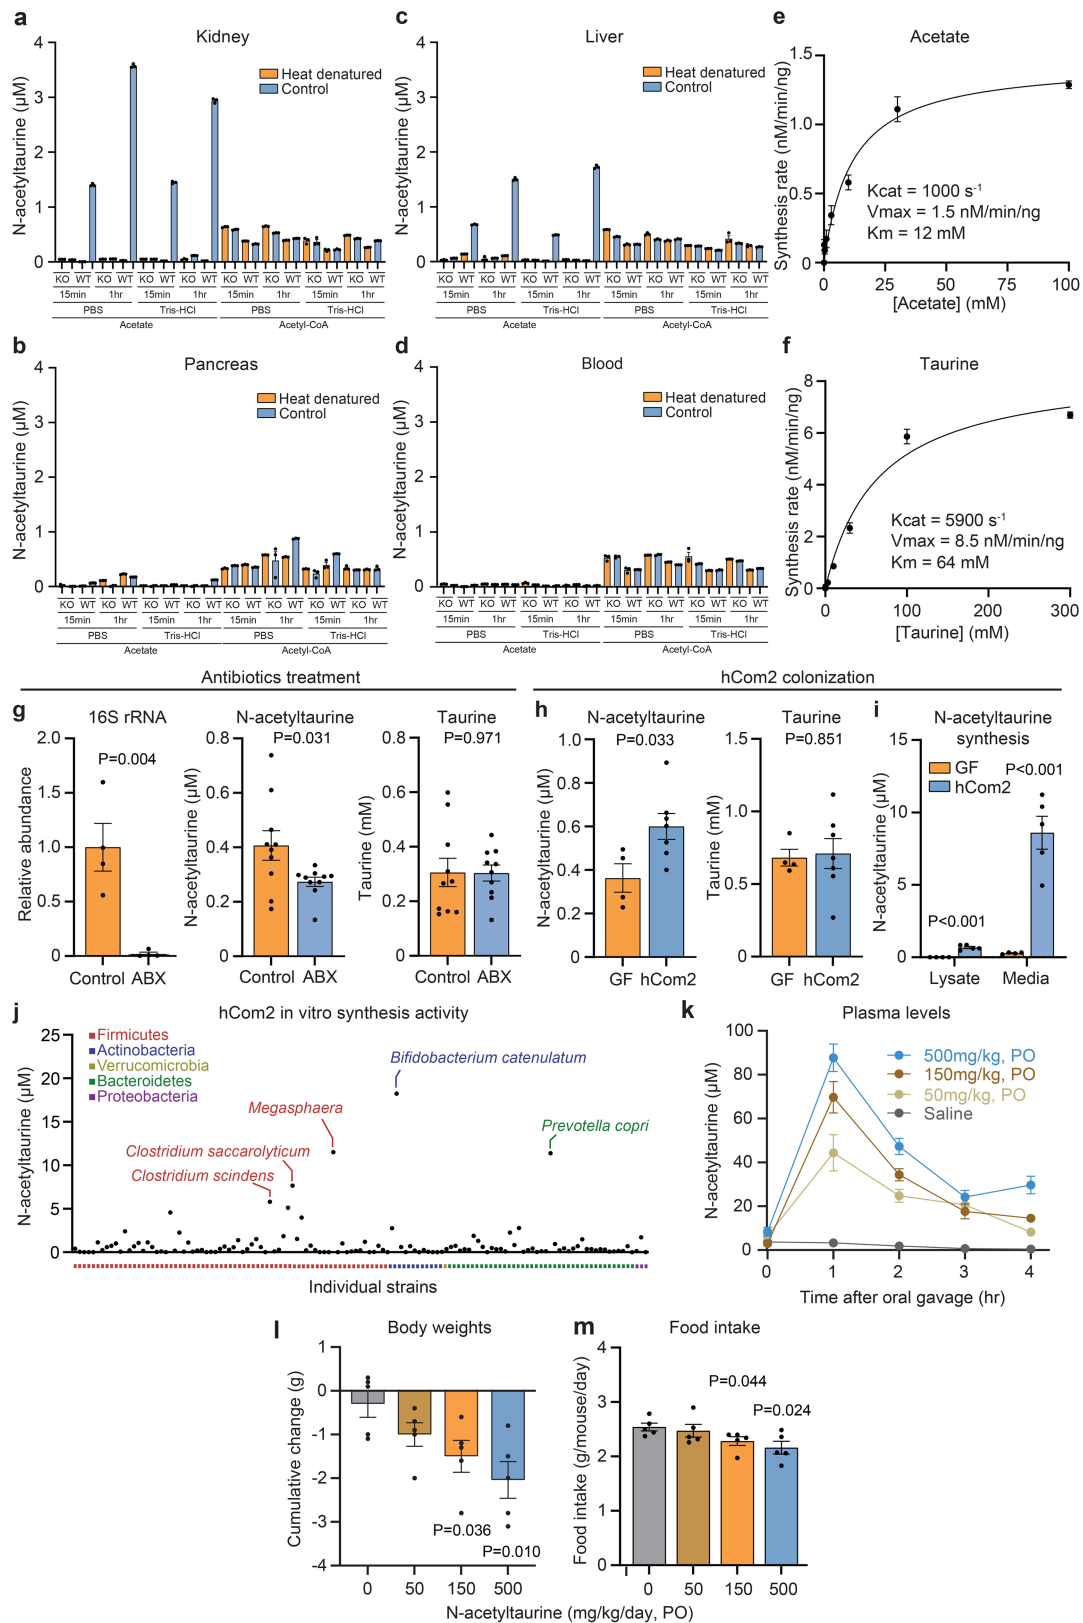 a
Kidney
4
3
2
1
0
N-acetyltaurine (µM)
Heat denatured
Control
KO WT KO WT KO WT KO WT KO WT KO WT KO WT KO WT
15min 1hr 15min 1hr 15min 1hr 15min 1hr
PBS Tris-HCl PBS Tris-HCl
Acetate Acetyl-CoA
c
Liver
4
3
2
1
0
N-acetyltaurine (µM)
Heat denatured
Control
KO WT KO WT KO WT KO WT KO WT KO WT KO WT KO WT
15min 1hr 15min 1hr 15min 1hr 15min 1hr
PBS Tris-HCl PBS Tris-HCl
Acetate Acetyl-CoA
e
Acetate
1.5
1.0
0.5
0
Synthesis rate (nM/min/ng)
Kcat = 1000 s⁻¹
Vmax = 1.5 nM/min/ng
Km = 12 mM
0 25 50 75 100
[Acetate] (mM)
b
Pancreas
4
3
2
1
0
N-acetyltaurine (µM)
Heat denatured
Control
KO WT KO WT KO WT KO WT KO WT KO WT KO WT KO WT
15min 1hr 15min 1hr 15min 1hr 15min 1hr
PBS Tris-HCl PBS Tris-HCl
Acetate Acetyl-CoA
d
Blood
4
3
2
1
0
N-acetyltaurine (µM)
Heat denatured
Control
KO WT KO WT KO WT KO WT KO WT KO WT KO WT KO WT
15min 1hr 15min 1hr 15min 1hr 15min 1hr
PBS Tris-HCl PBS Tris-HCl
Acetate Acetyl-CoA
f
Taurine
8
6
4
2
0
Synthesis rate (nM/min/ng)
Kcat = 5900 s⁻¹
Vmax = 8.5 nM/min/ng
Km = 64 mM
0 100 200 300
[Taurine] (mM)
Antibiotics treatment
g
16S rRNA
P=0.004
2.0
1.5
1.0
0.5
0
Relative abundance
Control ABX
N-acetyltaurine
P=0.031
0.8
0.6
0.4
0.2
0
N-acetyltaurine (µM)
Control ABX
Taurine
P=0.971
0.8
0.6
0.4
0.2
0
Taurine (mM)
Control ABX
hCom2 colonization
h
N-acetyltaurine
P=0.033
1.0
0.8
0.6
0.4
0.2
0
N-acetyltaurine (µM)
GF hCom2
Taurine
P=0.851
1.5
1.0
0.5
0
Taurine (mM)
GF hCom2
i
N-acetyltaurine
synthesis
15
10
5
0
N-acetyltaurine (µM)
GF
hCom2
P<0.001
P<0.001
Lysate Media
j
hCom2 in vitro synthesis activity
25
20
15
10
5
0
N-acetyltaurine (µM)
Firmicutes
Actinobacteria
Verrucomicrobia
Bacteroidetes
Proteobacteria
Bifidobacterium catenulatum
Megasphaera
Prevotella copri
Clostridium saccarolyticum
Clostridium scindens
Individual strains
k
Plasma levels
100
80
60
40
20
0
N-acetyltaurine (µM)
500mg/kg, PO
150mg/kg, PO
50mg/kg, PO
Saline
0 1 2 3 4
Time after oral gavage (hr)
l
Body weights
1
0
-1
-2
-3
-4
Cumulative change (g)
P=0.036
P=0.010
0 50 150 500
m
Food intake
4
3
2
1
0
Food intake (g/mouse/day)
P=0.044
P=0.024
0 50 150 500
N-acetyltaurine (mg/kg/day, PO)